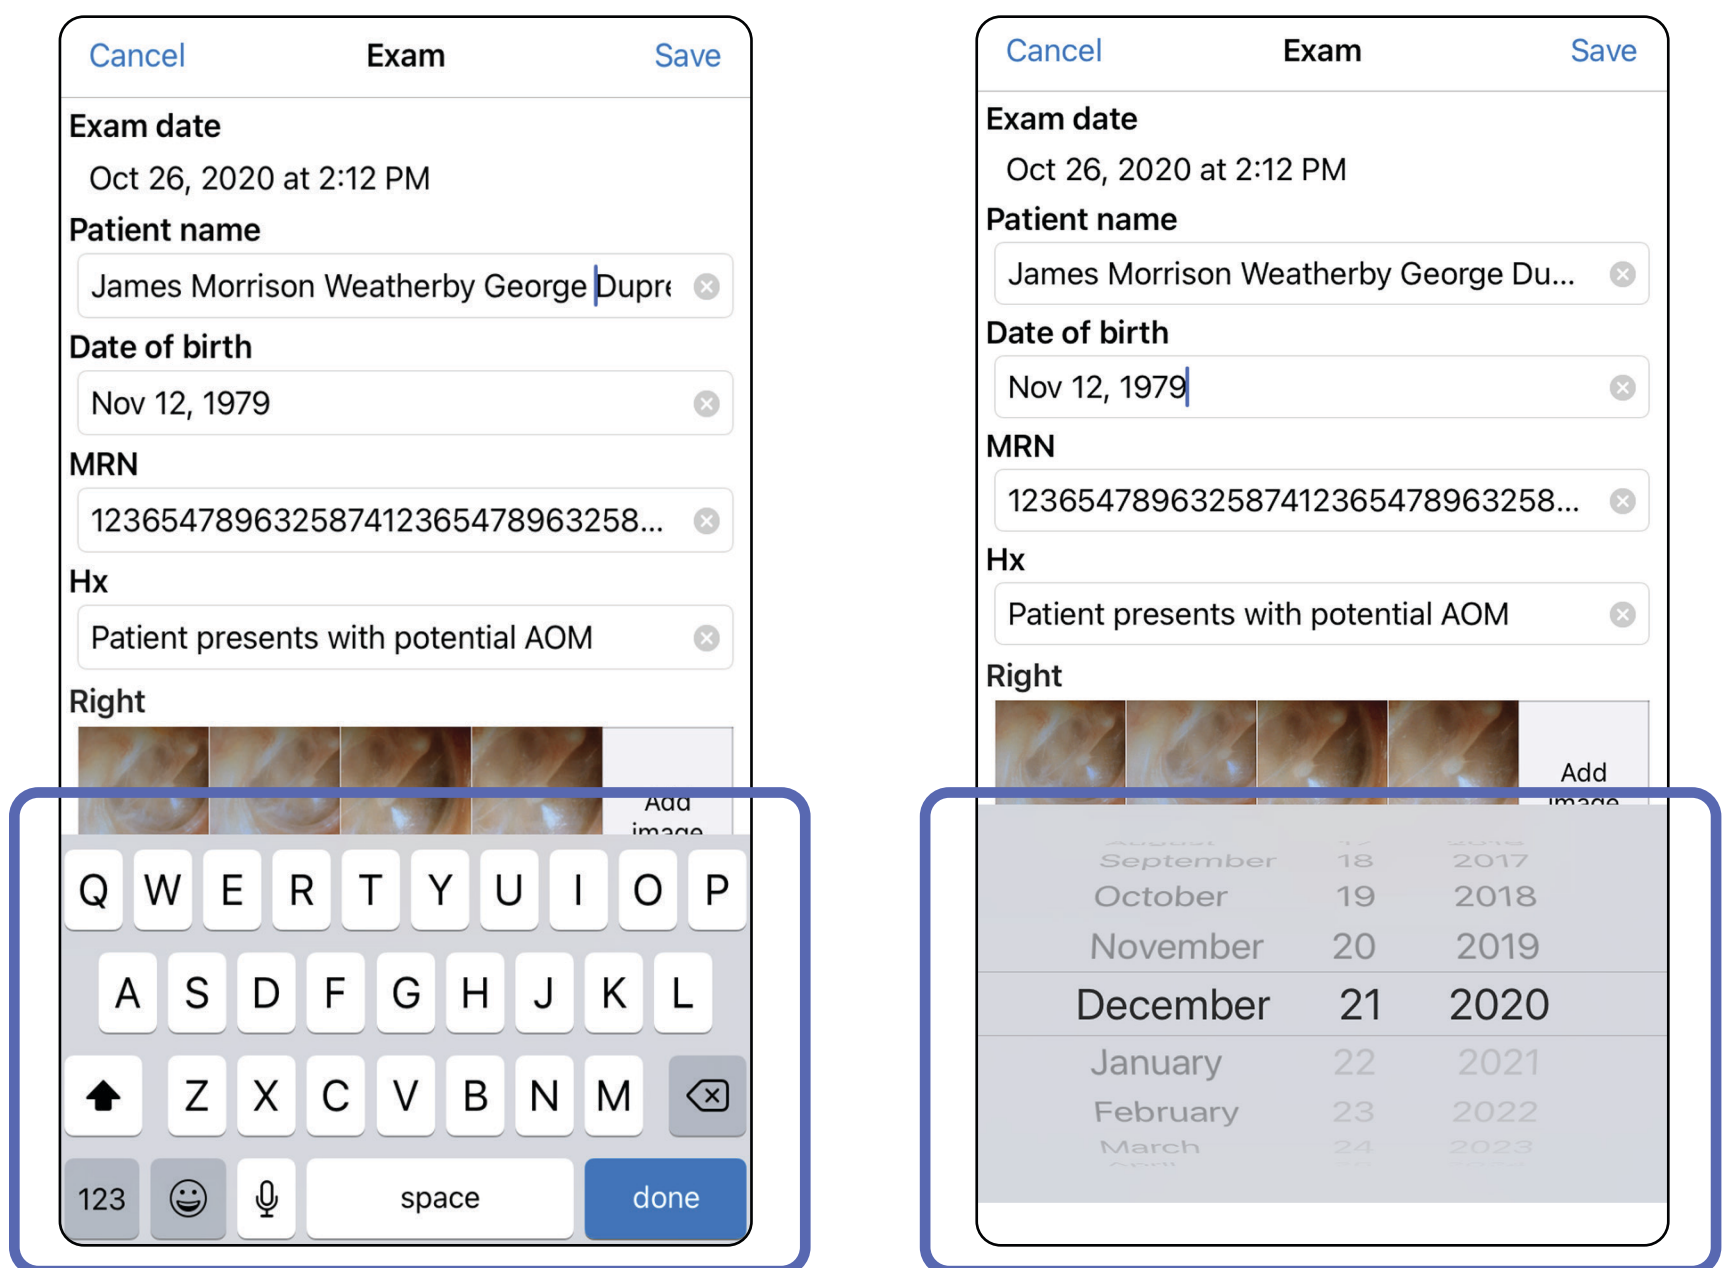 Cancel Exam Save
Exam date
Oct 26, 2020 at 2:12 PM
Patient name
James Morrison Weatherby George Dupre
Date of birth
Nov 12, 1979
MRN
123654789632587412365478963258...
Hx
Patient presents with potential AOM
Right
Add
image
Q W E R T Y U I O P
A S D F G H J K L
Z X C V B N M
123 space done
Cancel Exam Save
Exam date
Oct 26, 2020 at 2:12 PM
Patient name
James Morrison Weatherby George Du...
Date of birth
Nov 12, 1979
MRN
123654789632587412365478963258...
Hx
Patient presents with potential AOM
Right
Add
image
September 18 2017
October 19 2018
November 20 2019
December 21 2020
January 22 2021
February 23 2022
March 24 2023